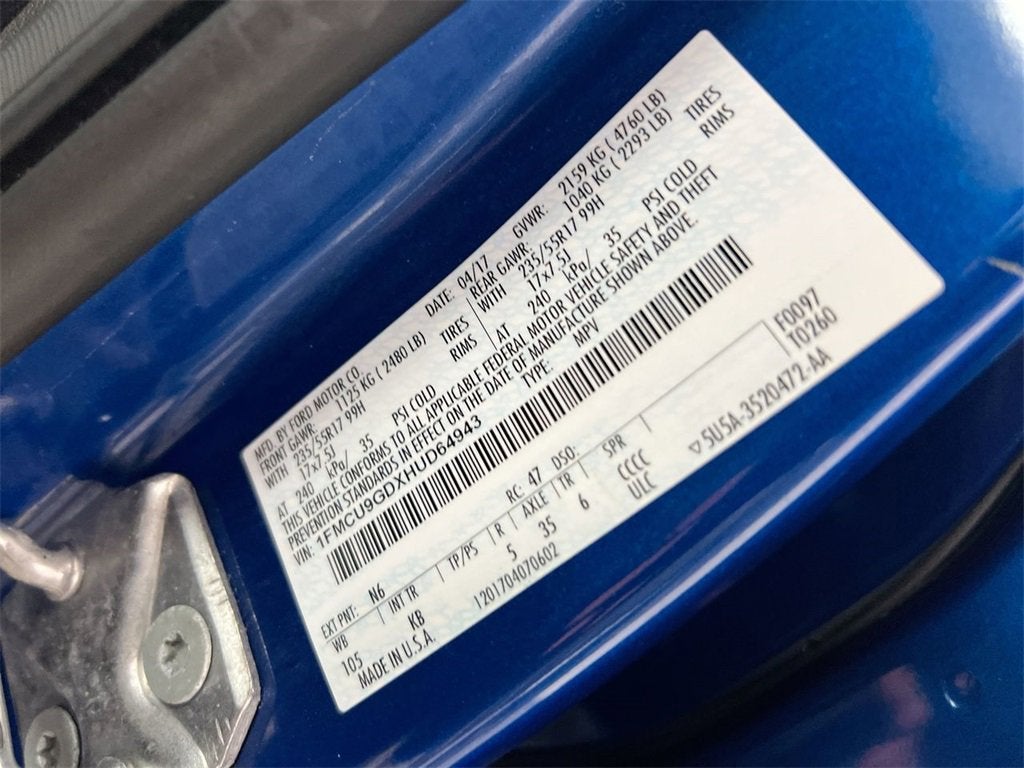 MFD. BY FORD MOTOR CO.
DATE: 04/17 GVWR: 2159 KG ( 4760 LB)
FRONT GAWR: 1125 KG ( 2480 LB) REAR GAWR: 1040 KG ( 2293 LB)
WITH 235/55R17 99H TIRES WITH 235/55R17 99H TIRES
17x7.5J RIMS 17x7.5J RIMS
AT 240 kPa/ 35 PSI COLD AT 240 kPa/ 35 PSI COLD
THIS VEHICLE CONFORMS TO ALL APPLICABLE FEDERAL MOTOR VEHICLE SAFETY AND THEFT
PREVENTION STANDARDS IN EFFECT ON THE DATE OF MANUFACTURE SHOWN ABOVE.
VIN: 1FMCU9GDXHUD64943 TYPE: MPV
F0097
T0260
EXT PNT: N6 RC: 47 DSO:
WB INT TR TP/PS R AXLE TR SPR
105 KB 5 35 6 CCCC
MADE IN U.S.A. ULC
1201704070602 ▽5U5A-3520472-AA